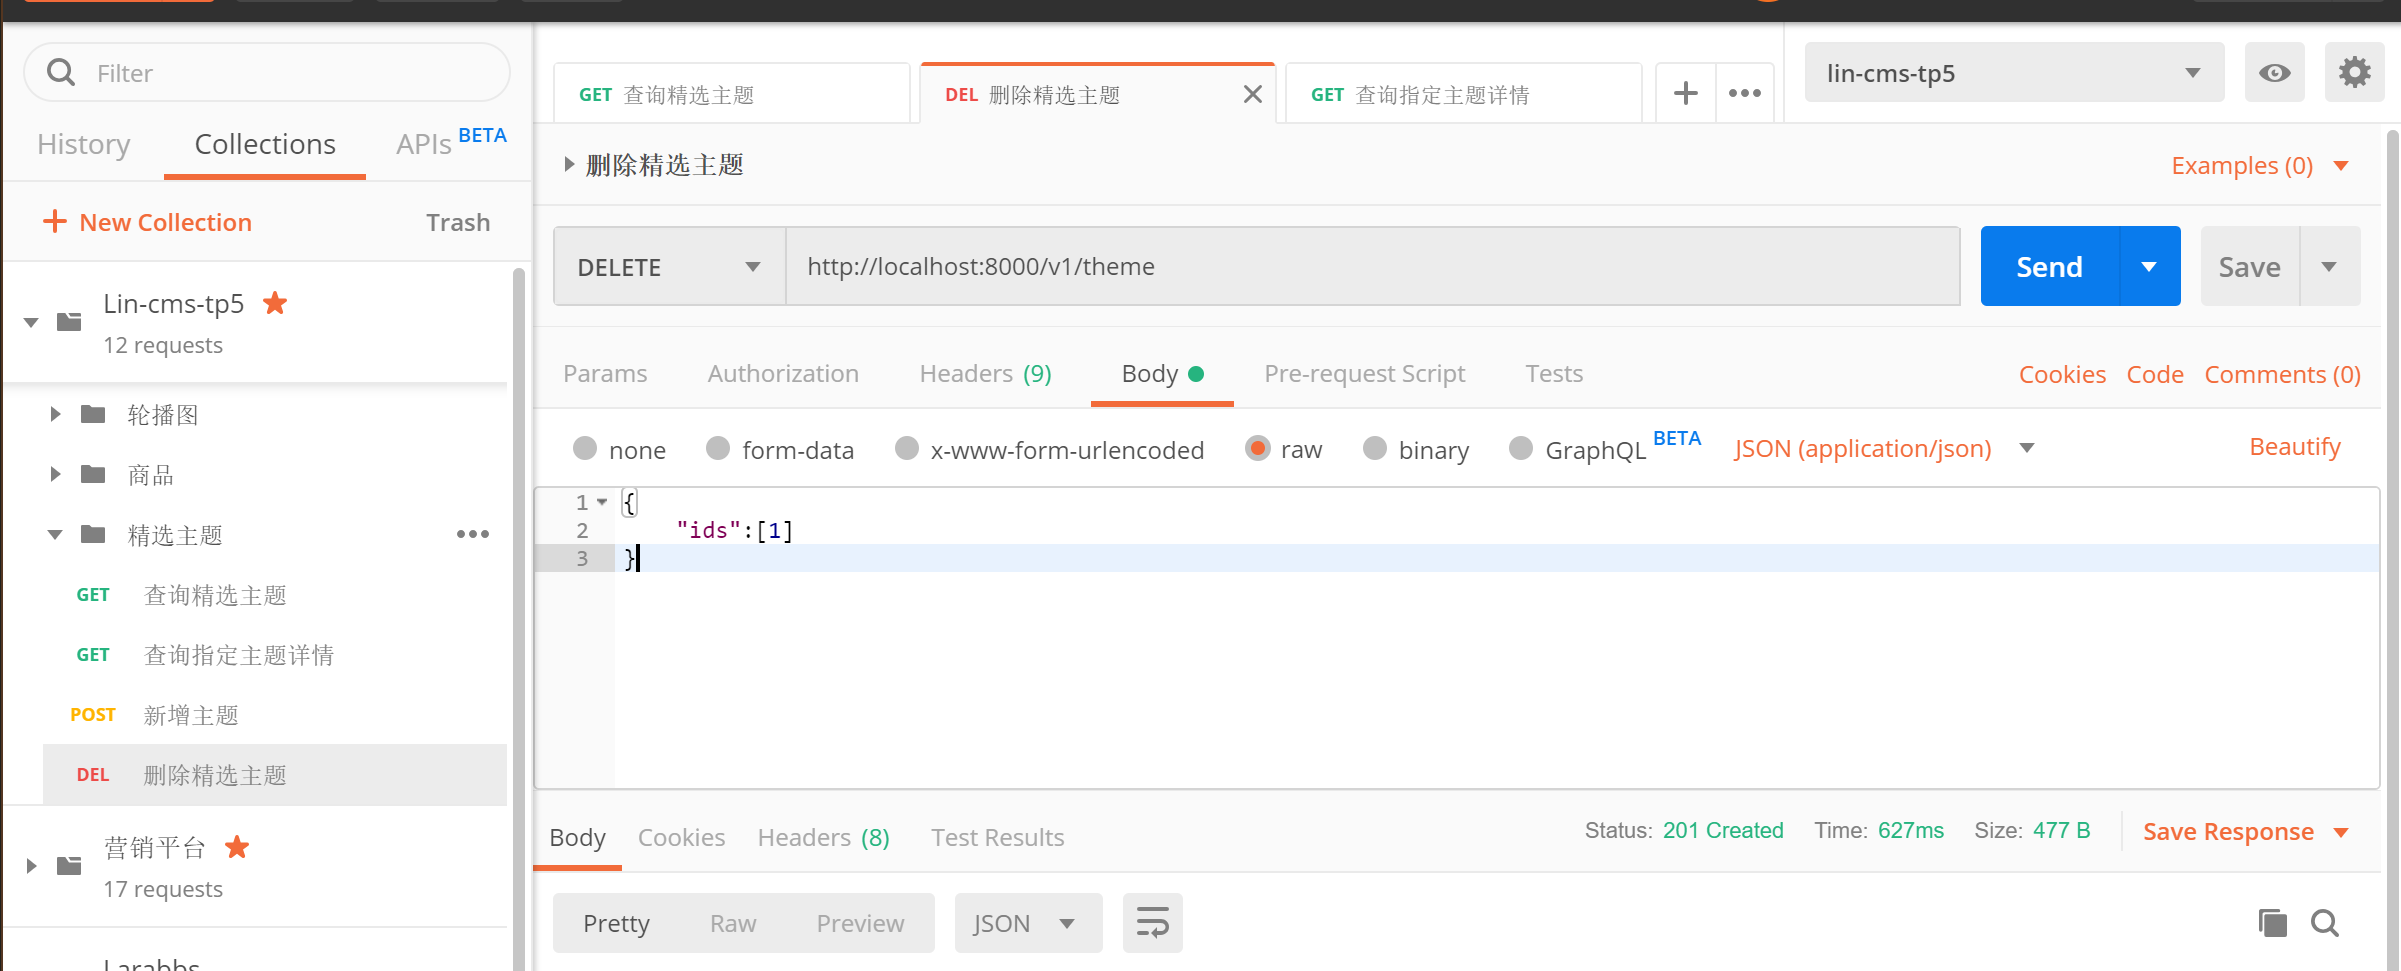 Filter
History Collections APIs BETA
New Collection Trash
Lin-cms-tp5
12 requests
轮播图
商品
精选主题
GET 查询精选主题
GET 查询指定主题详情
POST 新增主题
DEL 删除精选主题
营销平台
17 requests
Larabbs
GET 查询精选主题
DEL 删除精选主题
GET 查询指定主题详情
lin-cms-tp5
删除精选主题
Examples (0)
DELETE http://localhost:8000/v1/theme
Send Save
Params Authorization Headers (9) Body Pre-request Script Tests
Cookies Code Comments (0)
none form-data x-www-form-urlencoded raw binary GraphQL BETA JSON (application/json) Beautify
1 {
2 "ids":[1]
3 }
Body Cookies Headers (8) Test Results
Status: 201 Created Time: 627ms Size: 477 B Save Response
Pretty Raw Preview JSON